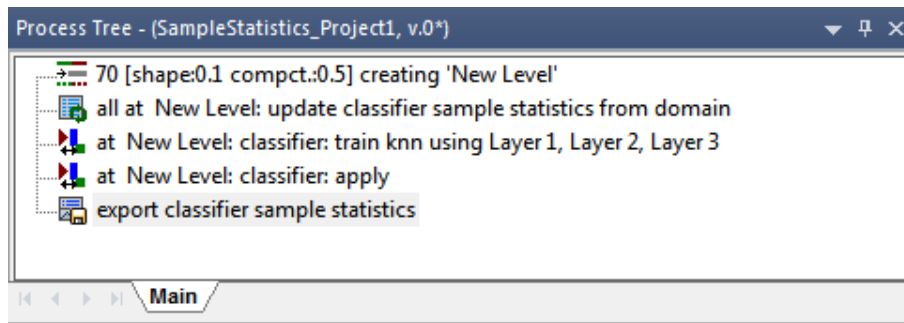 Process Tree - (SampleStatistics_Project1, v.0*)
70 [shape:0.1 compct.:0.5] creating 'New Level'
all at  New Level: update classifier sample statistics from domain
at  New Level: classifier: train knn using Layer 1, Layer 2, Layer 3
at  New Level: classifier: apply
export classifier sample statistics
Main